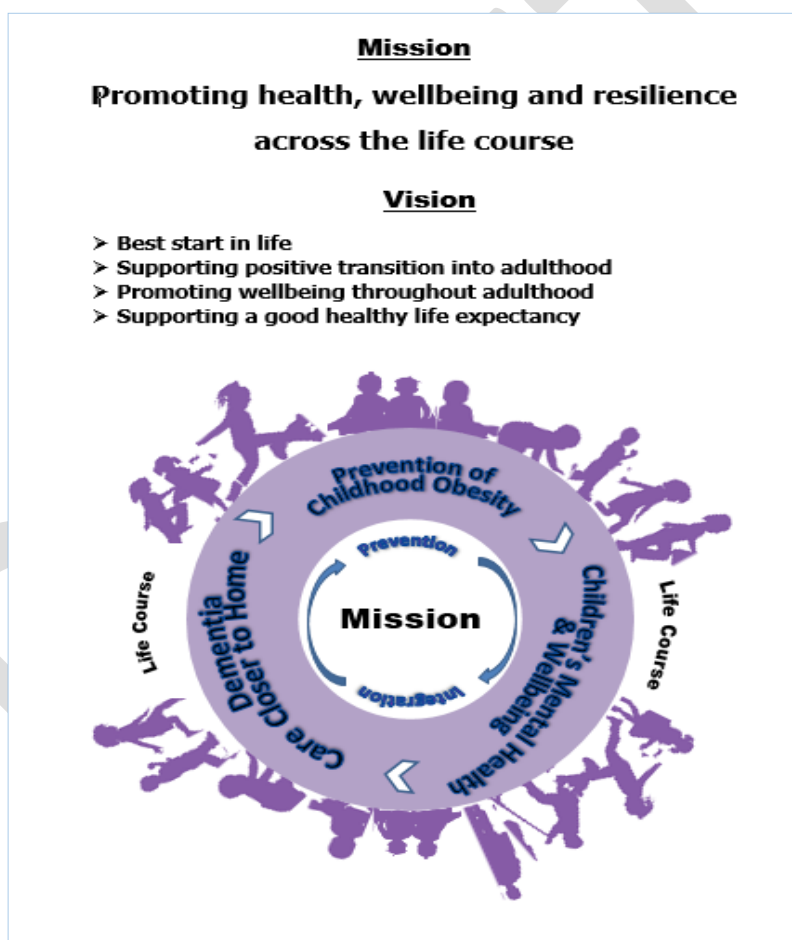 Mission
Promoting health, wellbeing and resilience
across the life course
Vision
➢ Best start in life
➢ Supporting positive transition into adulthood
➢ Promoting wellbeing throughout adulthood
➢ Supporting a good healthy life expectancy
Prevention of
Childhood Obesity
Prevention
Mission
Integration
Children's Mental Health
& Wellbeing
Dementia
Care Closer to Home
Life Course
Life Course